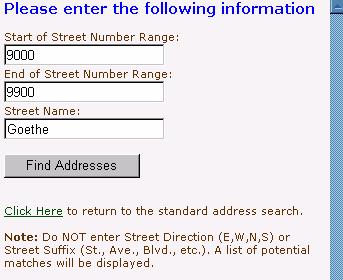 Please enter the following information
Start of Street Number Range:
9000
End of Street Number Range:
9900
Street Name:
Goethe
Find Addresses
Click Here to return to the standard address search.
Note: Do NOT enter Street Direction (E,W,N,S) or
Street Suffix (St., Ave., Blvd., etc.). A list of potential
matches will be displayed.